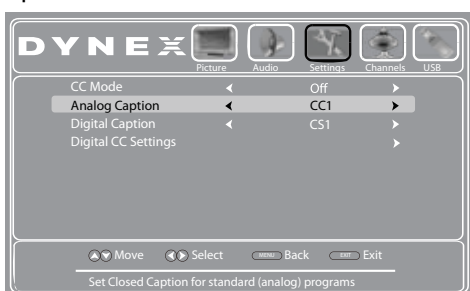 DYNEX
Picture Audio Settings Channels USB
CC Mode Off
Analog Caption CC1
Digital Caption CS1
Digital CC Settings
Move Select MENU Back EXIT Exit
Set Closed Caption for standard (analog) programs